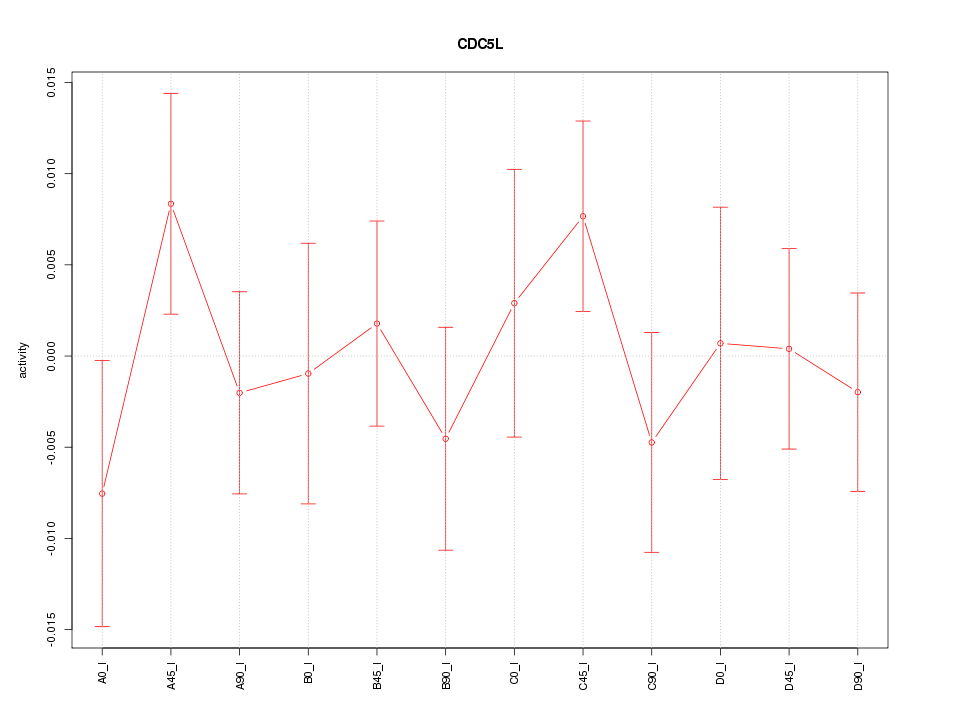 CDC5L
activity
0.015
0.010
0.005
0.000
-0.005
-0.010
-0.015
A0_I
A45_I
A90_I
B0_I
B45_I
B90_I
C0_I
C45_I
C90_I
D0_I
D45_I
D90_I